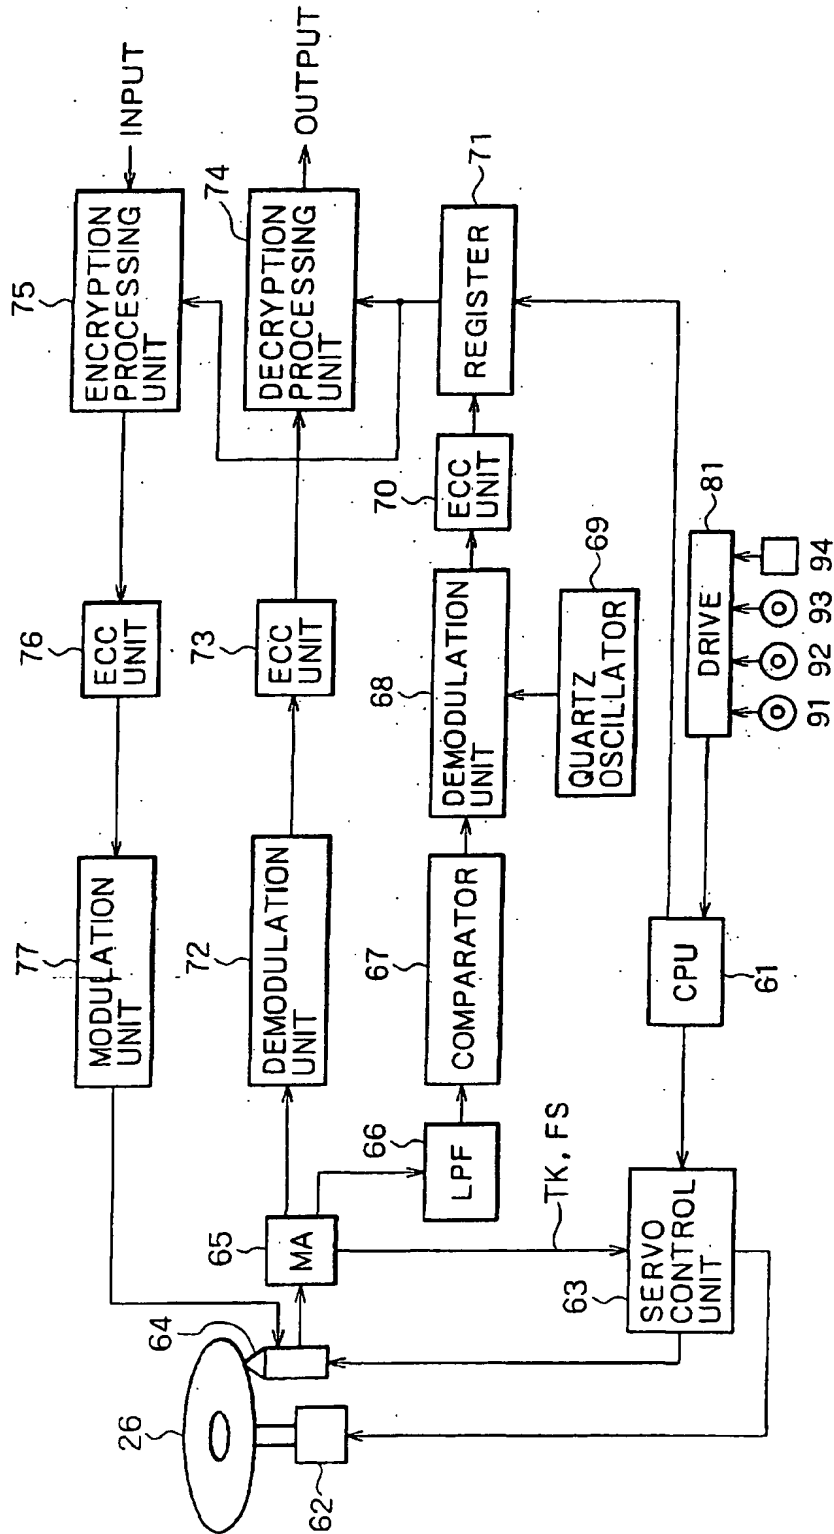 75
ENCRYPTION
PROCESSING
UNIT
INPUT
76
ECC
UNIT
77
MODULATION
UNIT
74
DECRYPTION
PROCESSING
UNIT
OUTPUT
73
ECC
UNIT
72
DEMODULATION
UNIT
65
MA
64
26
62
71
REGISTER
70
ECC
UNIT
68
DEMODULATION
UNIT
69
QUARTZ
OSCILLATOR
67
COMPARATOR
66
LPF
TK, FS
63
SERVO
CONTROL
UNIT
CPU
61
81
DRIVE
91
92
93
94